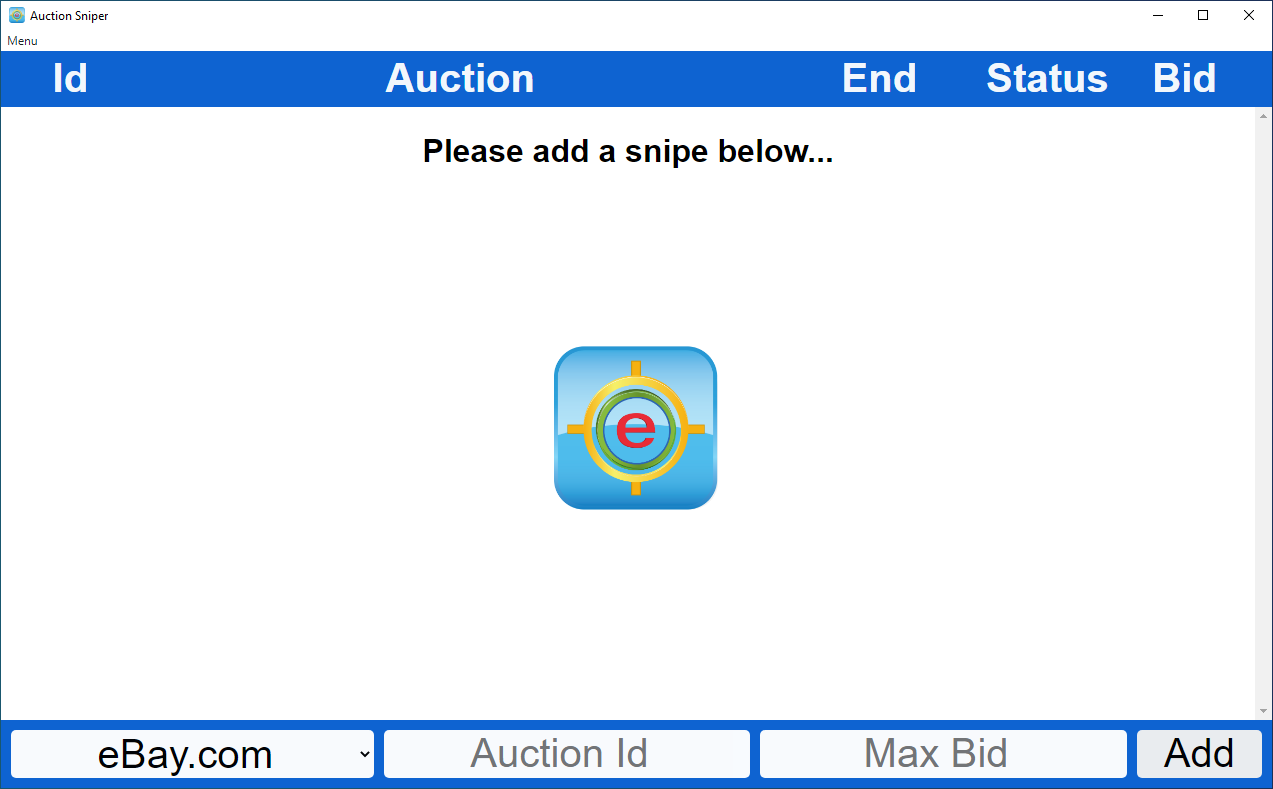 Auction Sniper
Menu
Id Auction End Status Bid
Please add a snipe below...
e
eBay.com Auction Id Max Bid Add